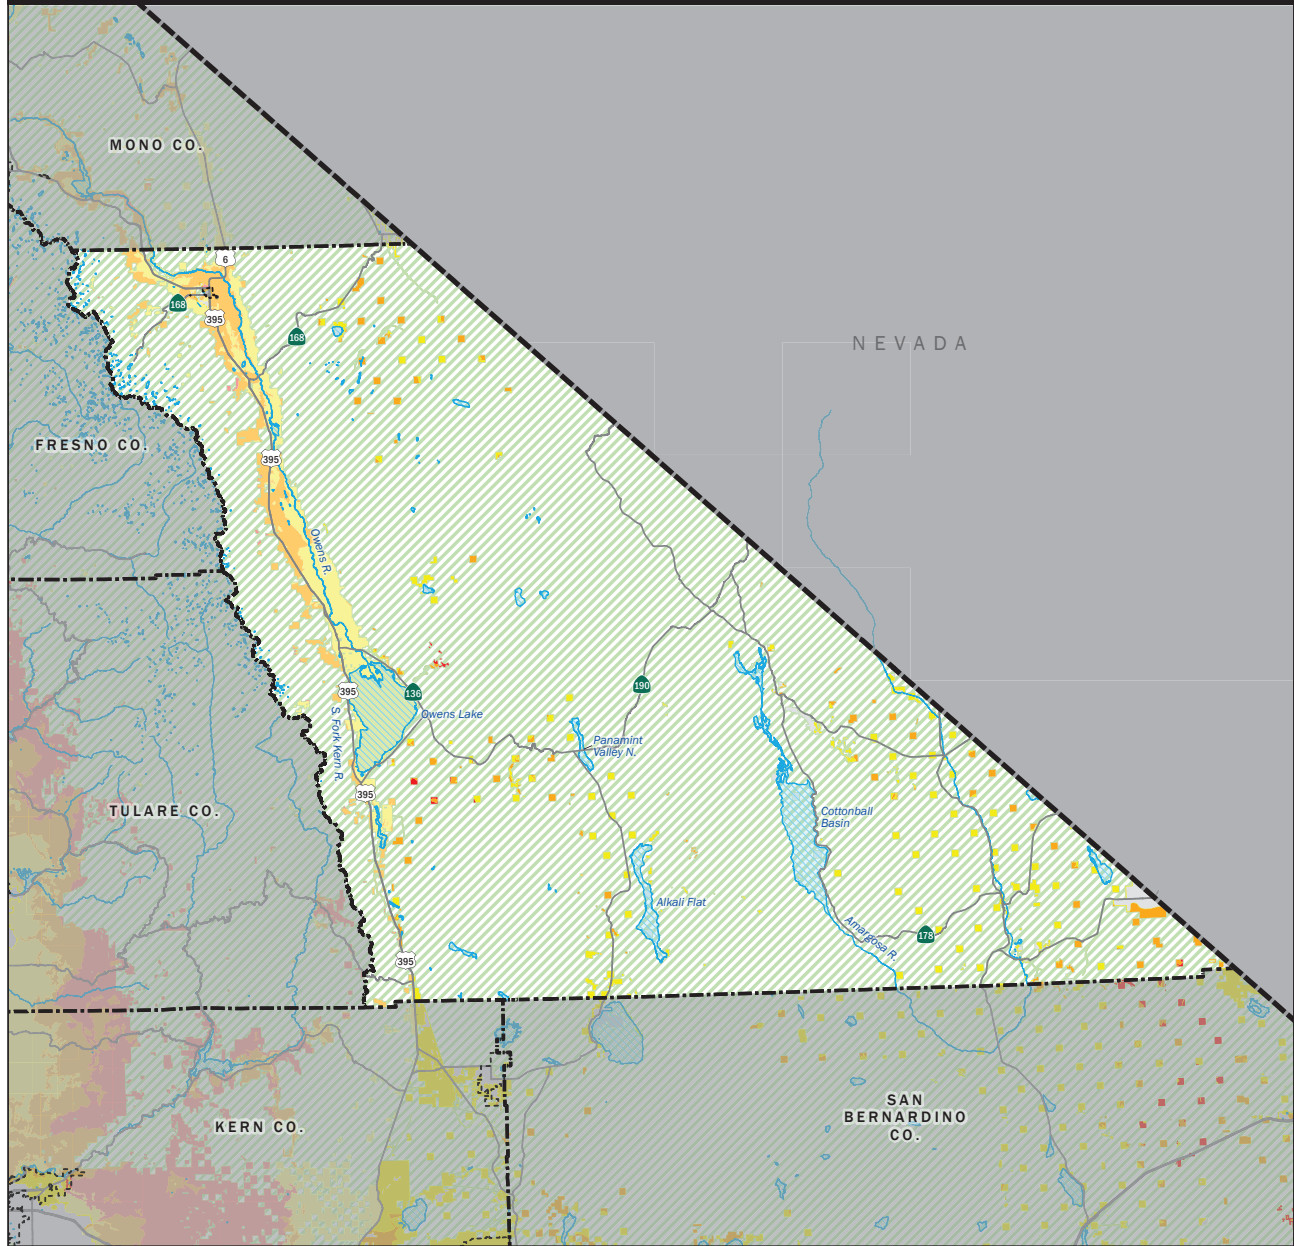 MONO CO.
6
168
395
168
NEVADA
FRESNO CO.
395
Owens R.
395
136
190
Owens Lake
S. Fork Kern R.
Panamint
Valley N.
395
TULARE CO.
Cottonball
Basin
Alkali Flat
Amargosa R.
178
395
SAN
BERNARDINO
CO.
KERN CO.